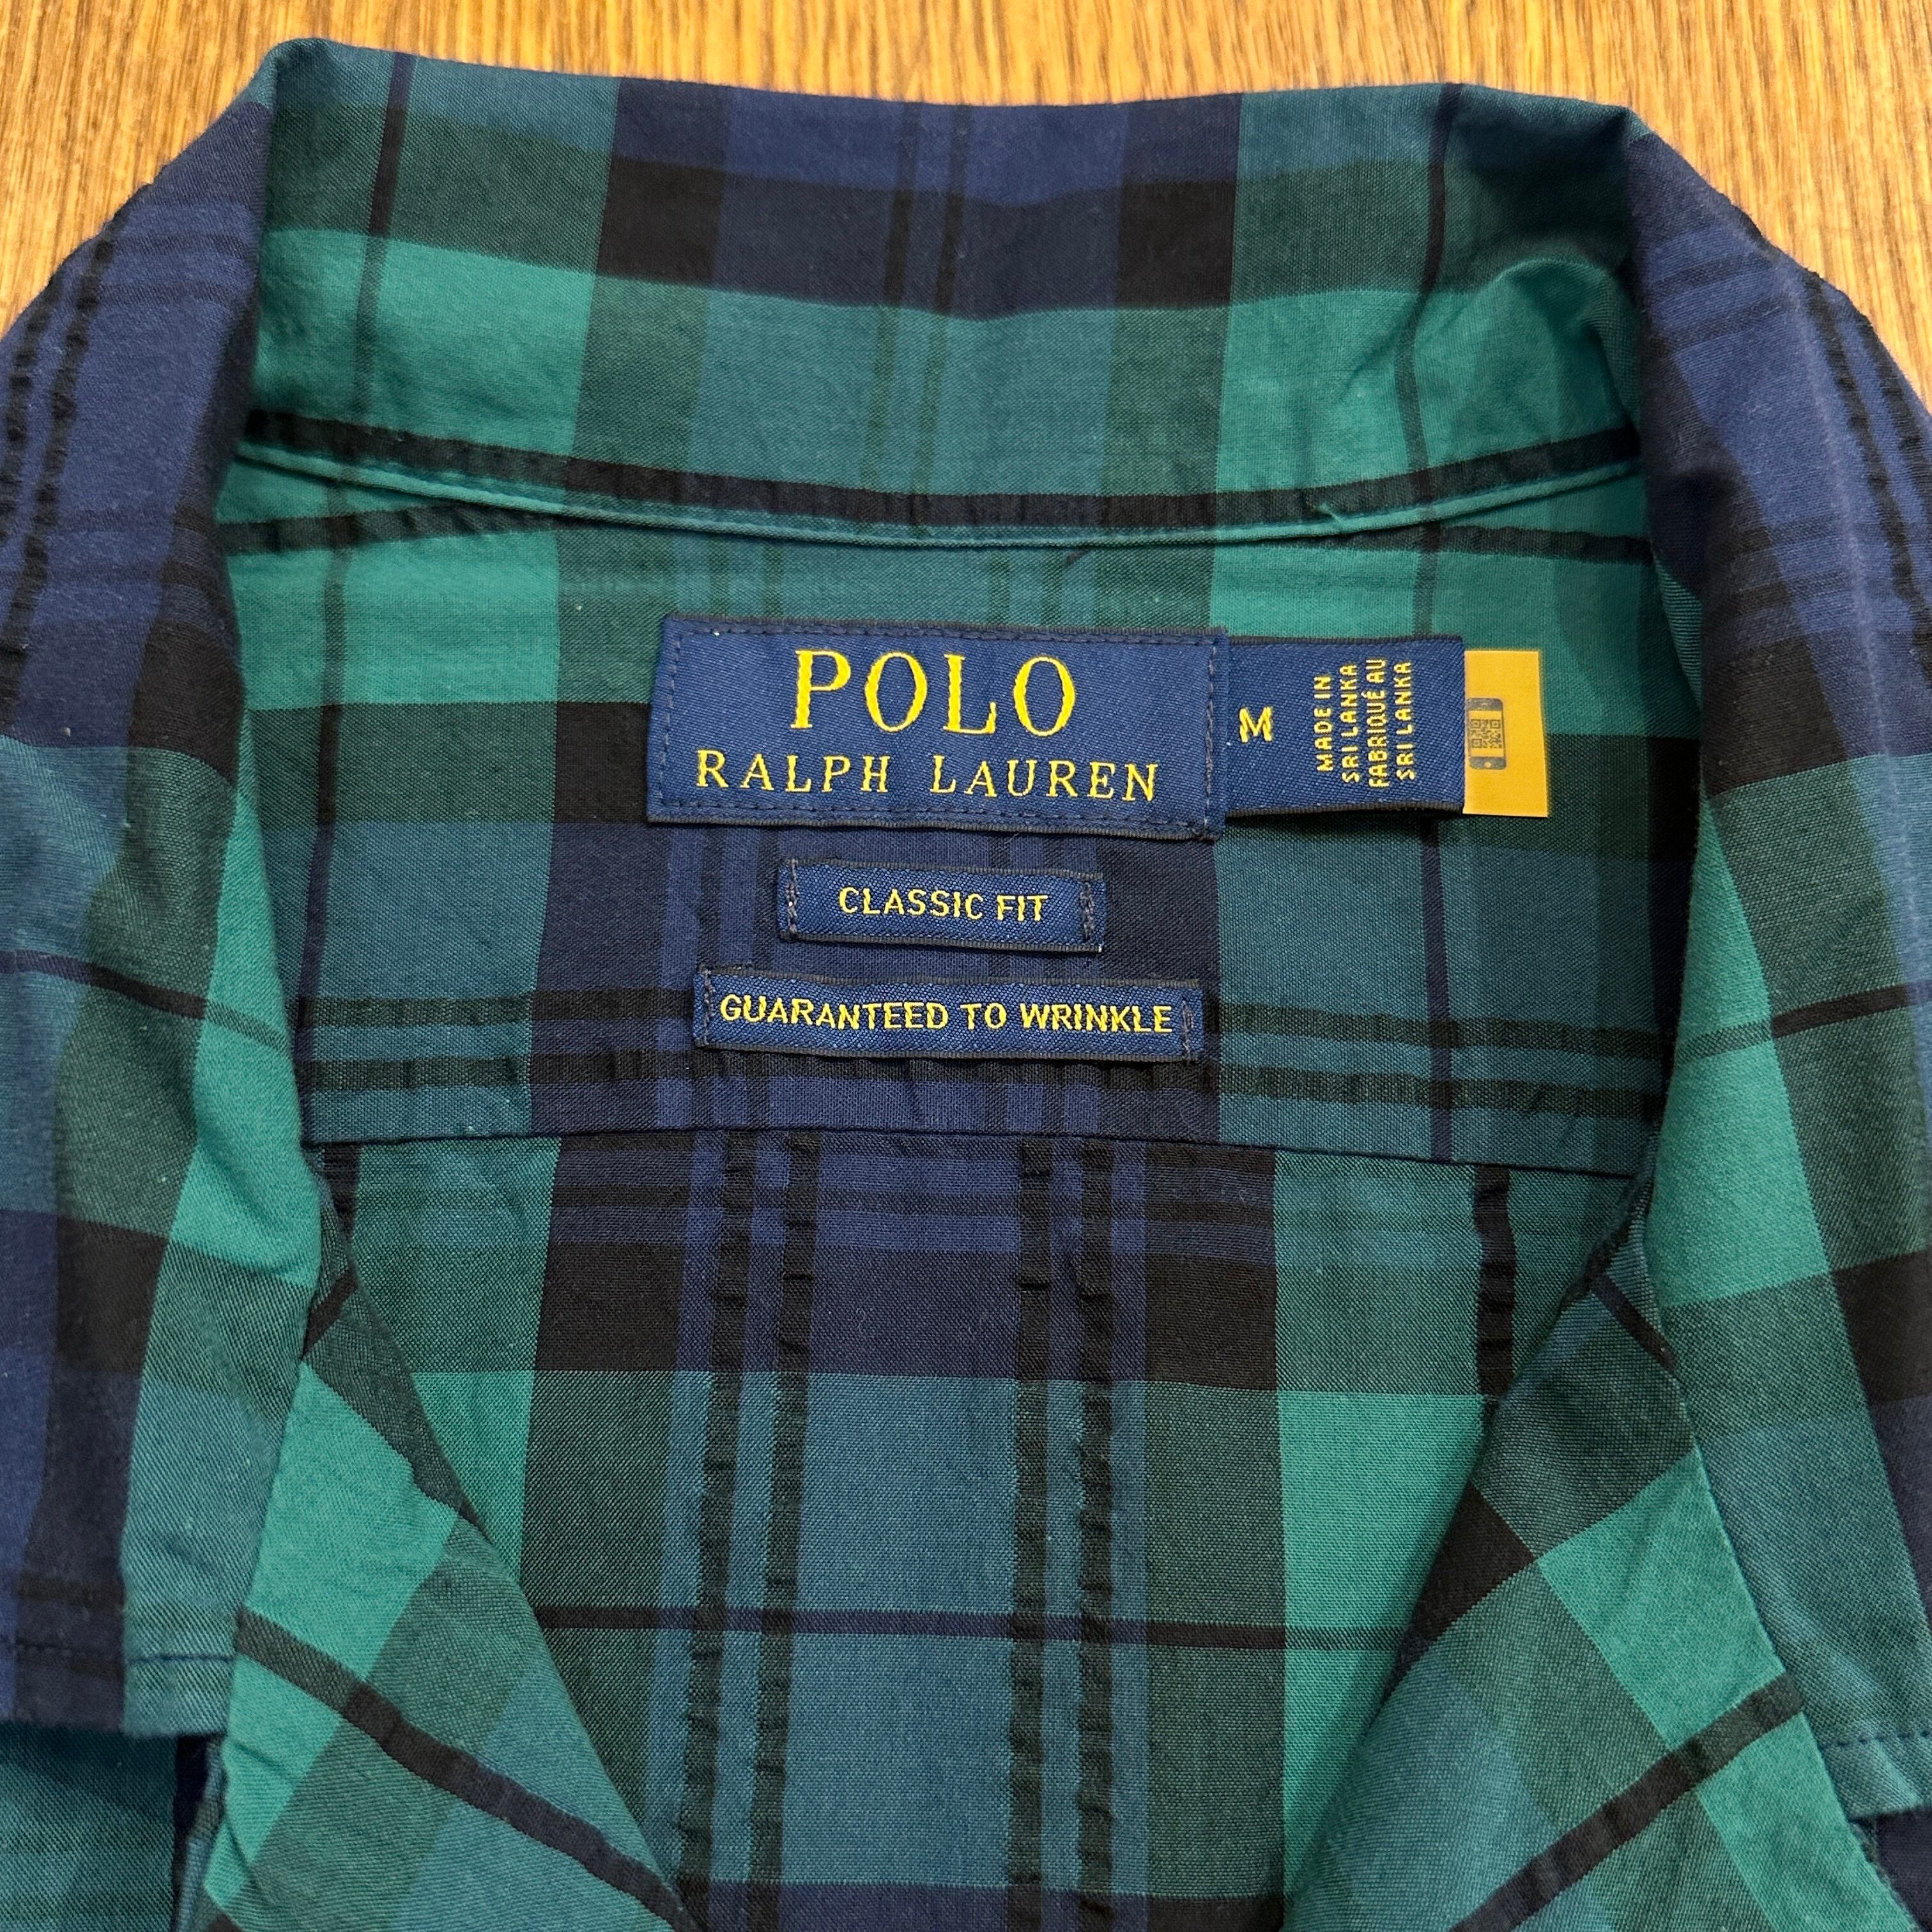 POLO
RALPH LAUREN
M
MADE IN
SRI LANKA
FABRIQUÉ AU
SRI LANKA
CLASSIC FIT
GUARANTEED TO WRINKLE